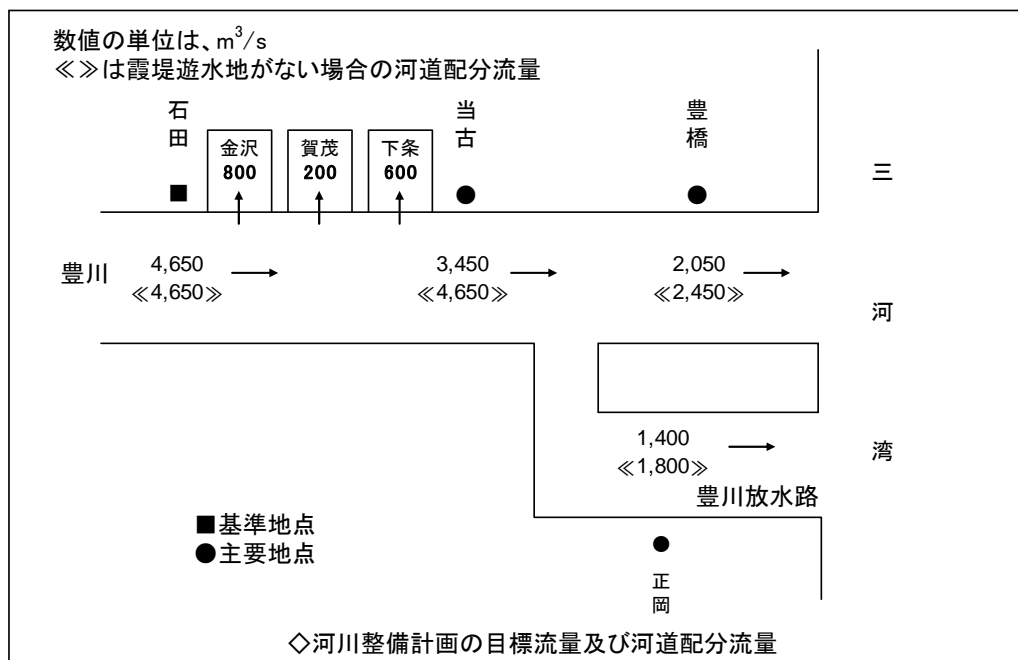 数値の単位は、m³/s
≪≫は霞堤遊水地がない場合の河道配分流量
石田
金沢
800
賀茂
200
下条
600
当古
豊橋
三河湾
豊川
4,650
≪4,650≫
3,450
≪4,650≫
2,050
≪2,450≫
1,400
≪1,800≫
豊川放水路
■基準地点
●主要地点
正岡
◇河川整備計画の目標流量及び河道配分流量